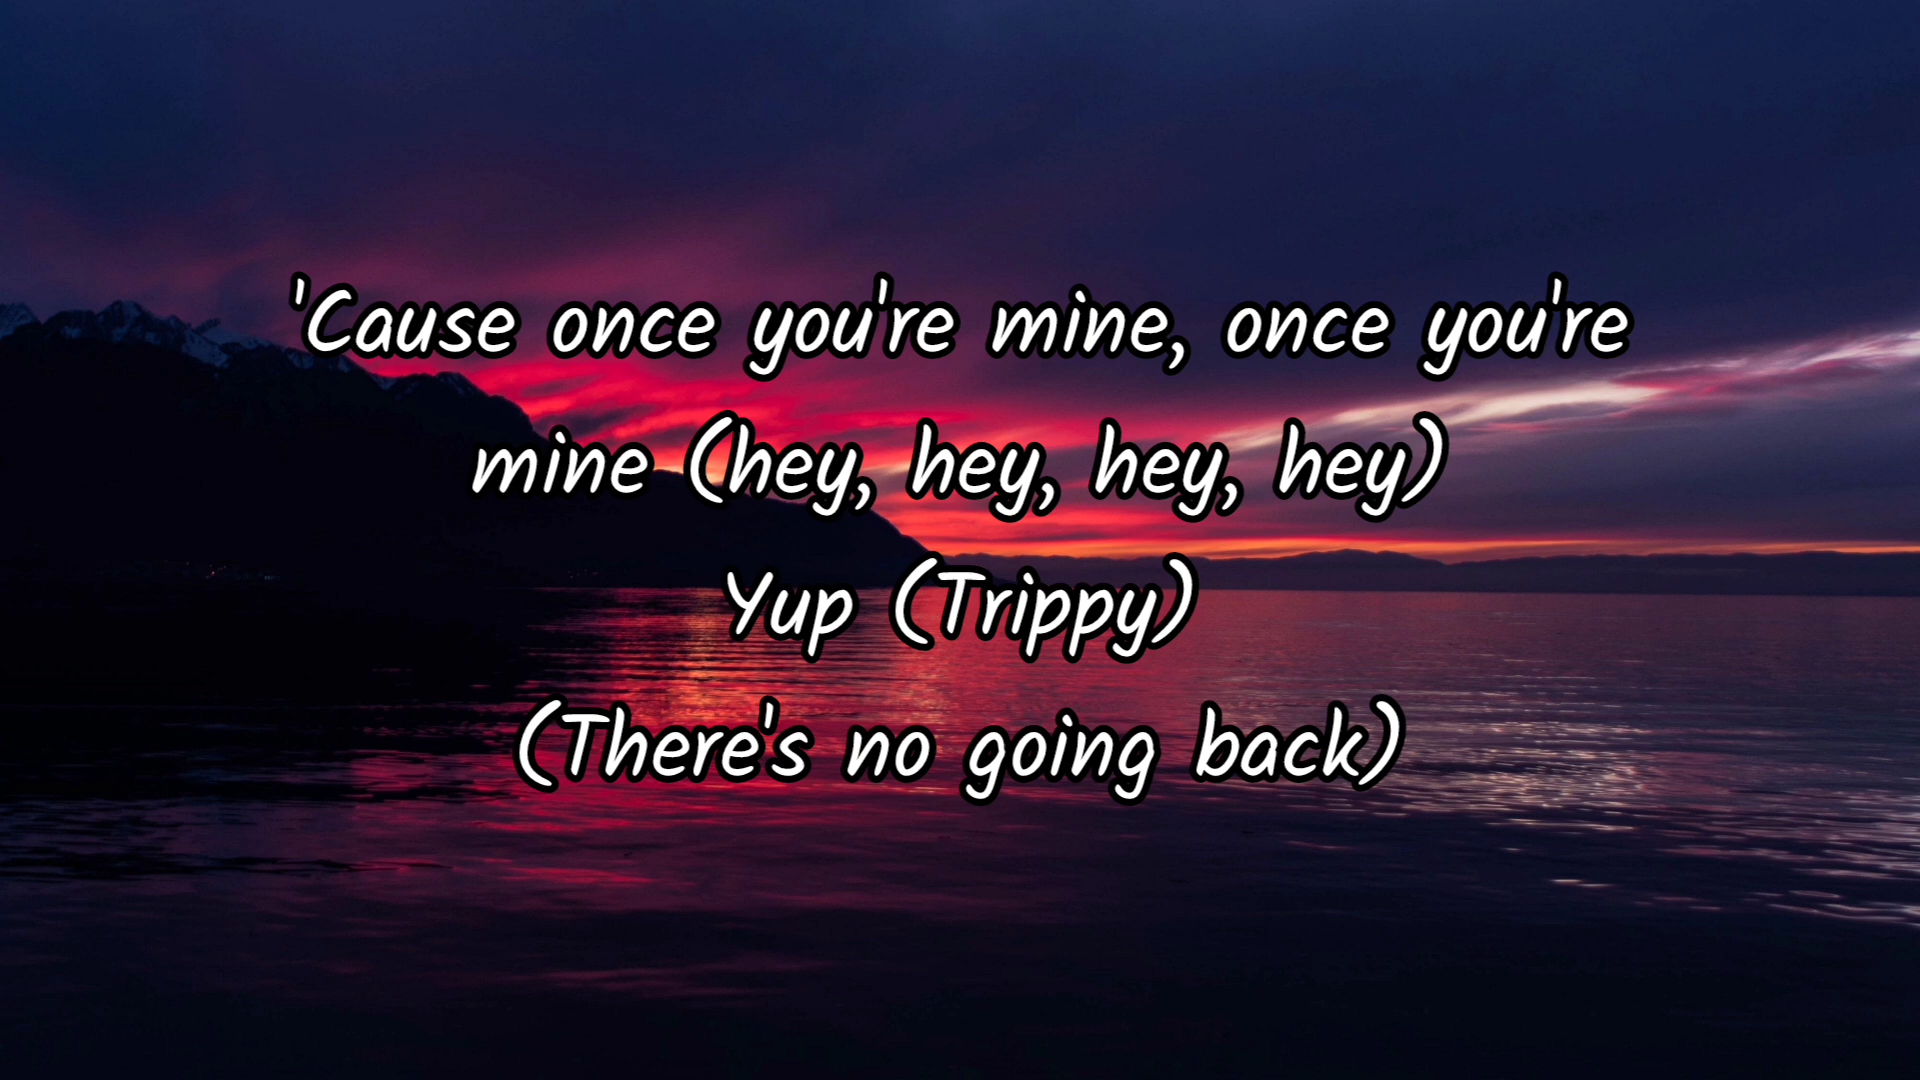 'Cause once you're mine, once you're
mine (hey, hey, hey, hey)
Yup (Trippy)
(There's no going back)